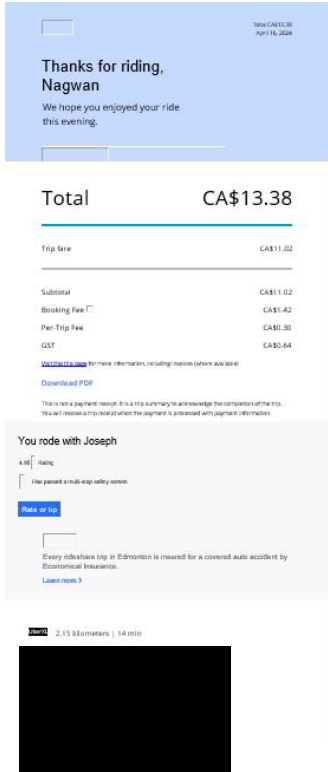 Total CA$13.38
April 16, 2024
Thanks for riding,
Nagwan
We hope you enjoyed your ride
this evening.
Total CA$13.38
Trip fare CA$11.02
Subtotal CA$11.02
Booking Fee CA$1.42
Per-Trip Fee CA$0.30
GST CA$0.64
Visit the trip page for more information, including invoices (where available)
Download PDF
This is not a payment receipt. It is a trip summary to acknowledge the completion of the trip.
You will receive a trip receipt when the payment is processed with payment information.
You rode with Joseph
4.95 Rating
Has passed a multi-step safety screen
Rate or tip
Every rideshare trip in Edmonton is insured for a covered auto accident by
Economical Insurance.
Learn more >
UberXL 2.15 kilometers | 14 min